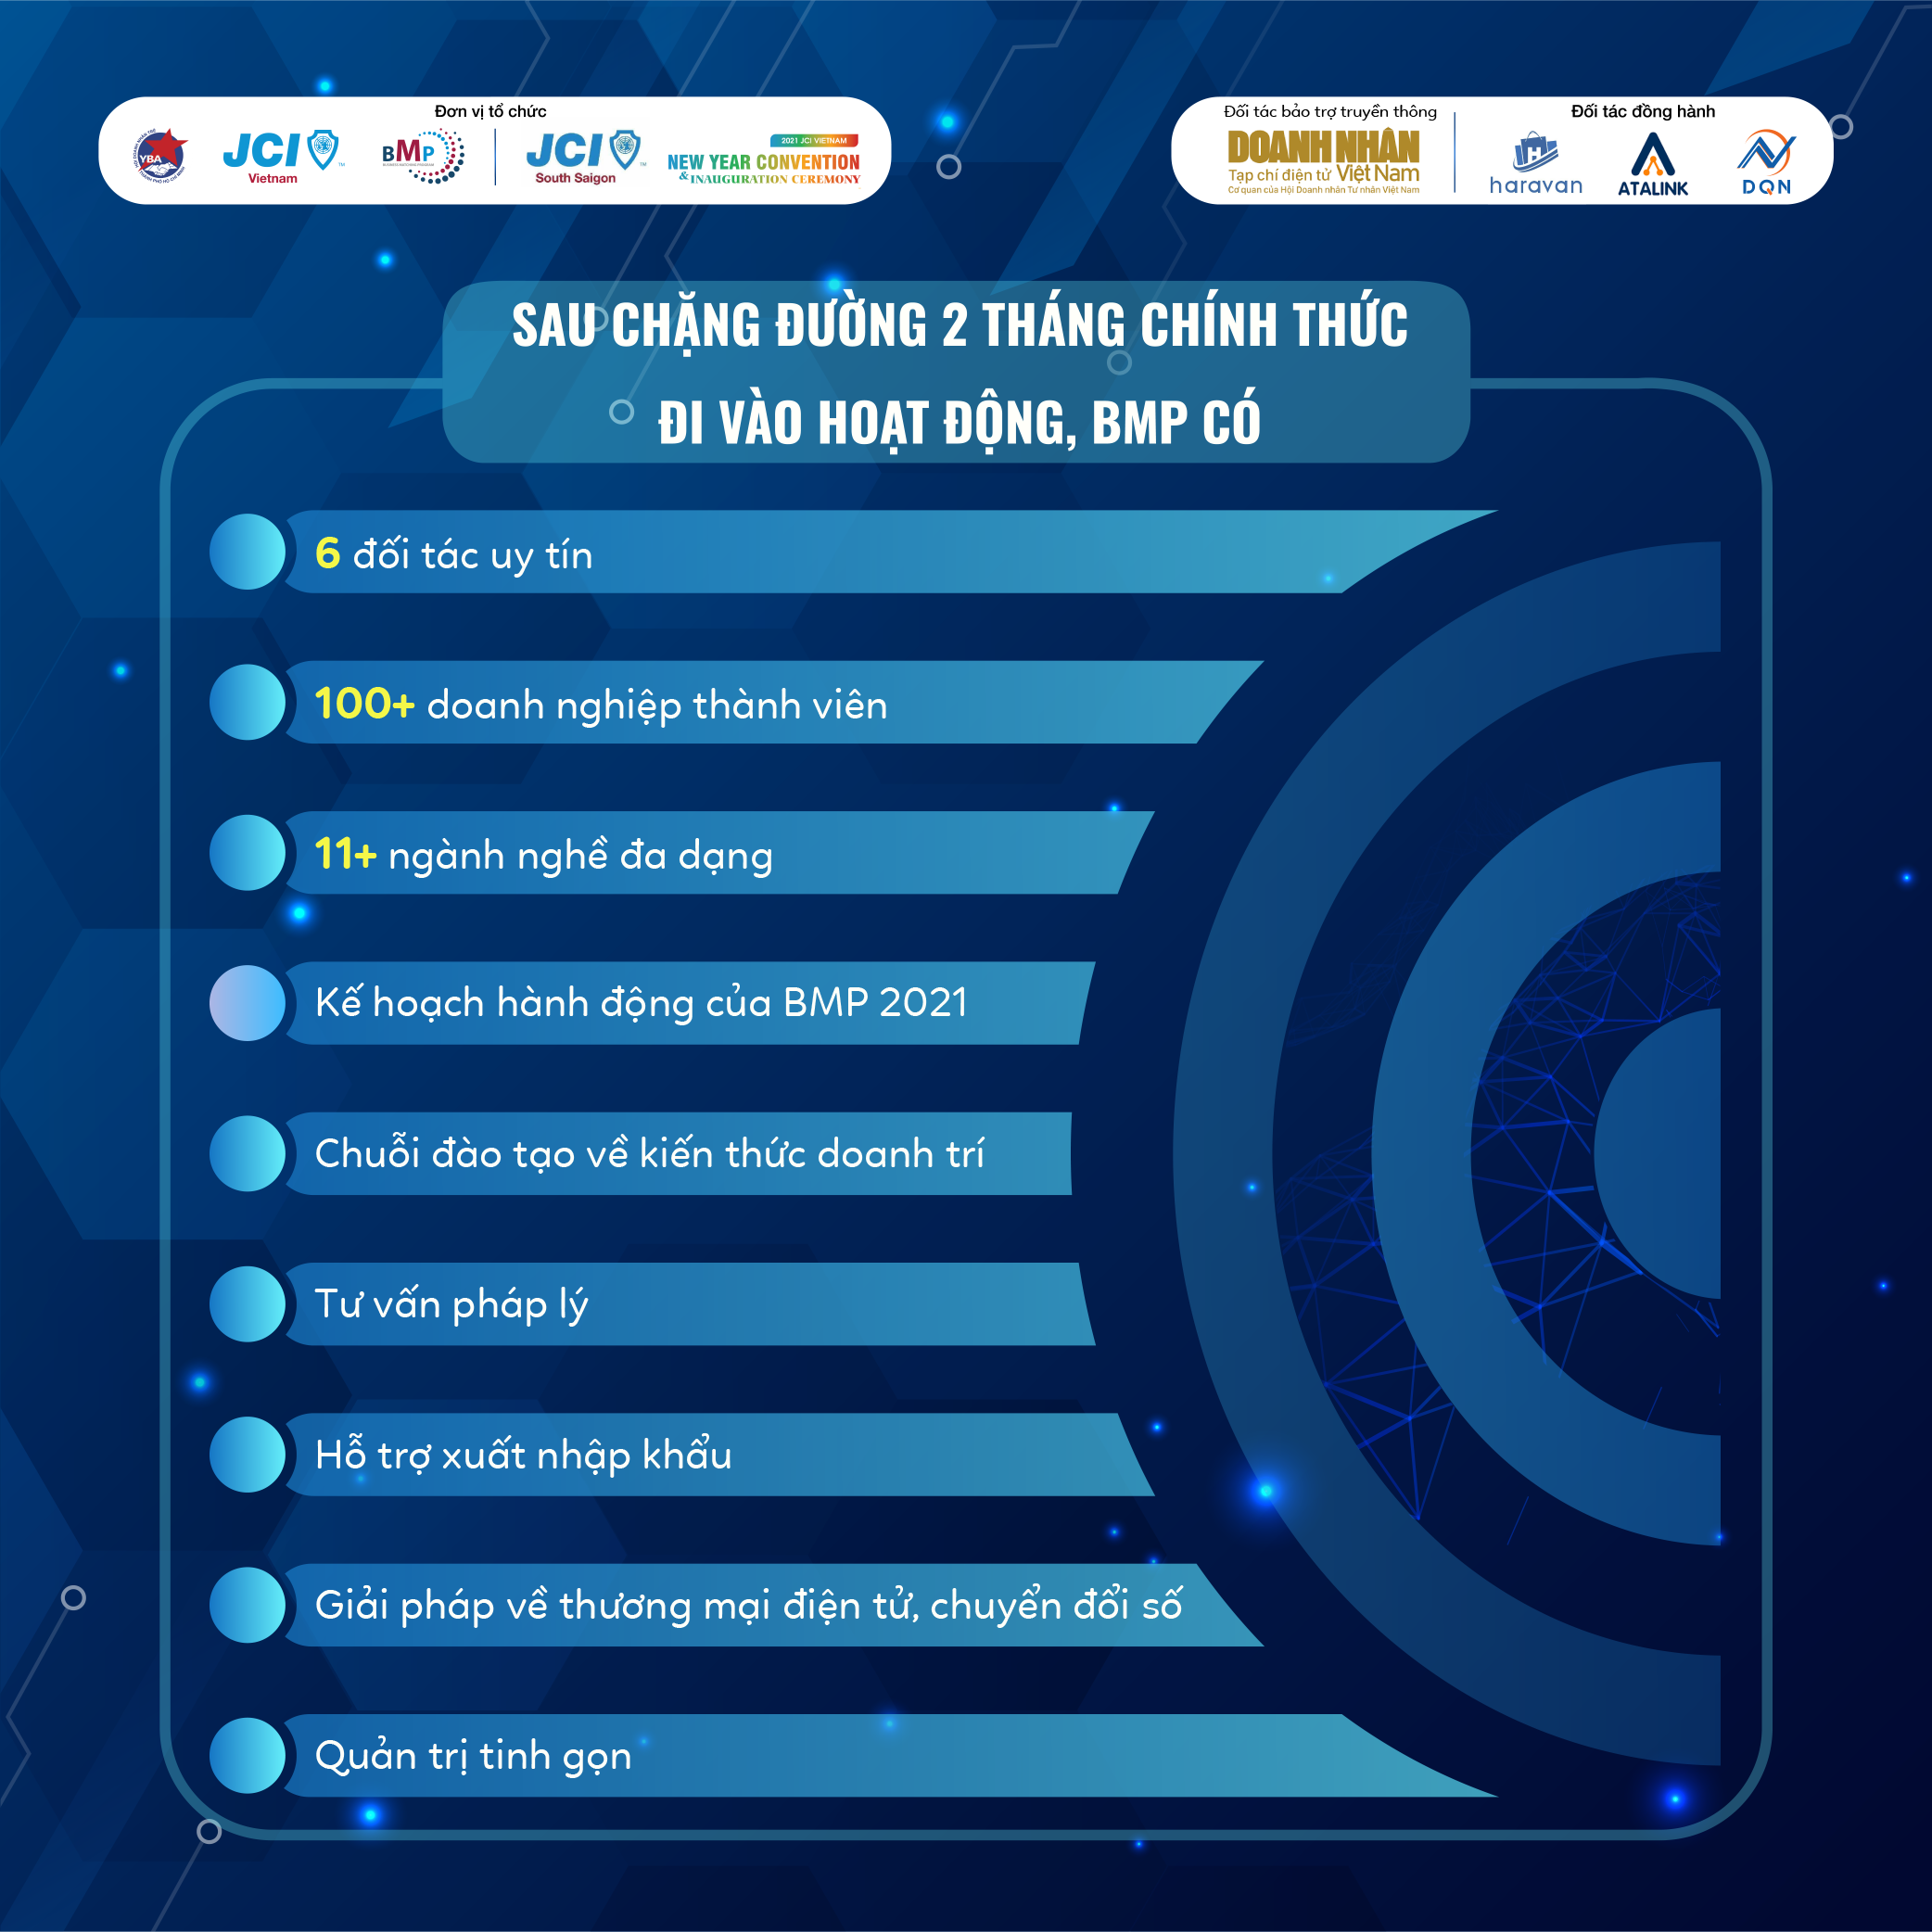 Đơn vị tổ chức
YBA
JCI
Vietnam
BMP
JCI
South Saigon
2021 JCI VIETNAM
NEW YEAR CONVENTION
& INAUGURATION CEREMONY
Đối tác bảo trợ truyền thông
DOANH NHÂN
Tạp chí điện tử Việt Nam
Cơ quan của Hội Doanh nhân Tư nhân Việt Nam
Đối tác đồng hành
haravan
ATALINK
DQN
SAU CHẶNG ĐƯỜNG 2 THÁNG CHÍNH THỨC
ĐI VÀO HOẠT ĐỘNG, BMP CÓ
6 đối tác uy tín
100+ doanh nghiệp thành viên
11+ ngành nghề đa dạng
Kế hoạch hành động của BMP 2021
Chuỗi đào tạo về kiến thức doanh trí
Tư vấn pháp lý
Hỗ trợ xuất nhập khẩu
Giải pháp về thương mại điện tử, chuyển đổi số
Quản trị tinh gọn